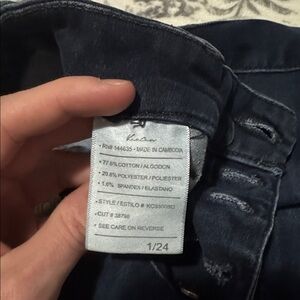 • RN# 144635 • MADE IN CAMBODIA
• 77.6% COTTON / ALGODON
• 20.8% POLYESTER / POLIESTER
• 1.6% SPANDEX / ELASTANO
• STYLE / ESTILO #
• CUT # 38798
• SEE CARE ON REVERSE
1/24